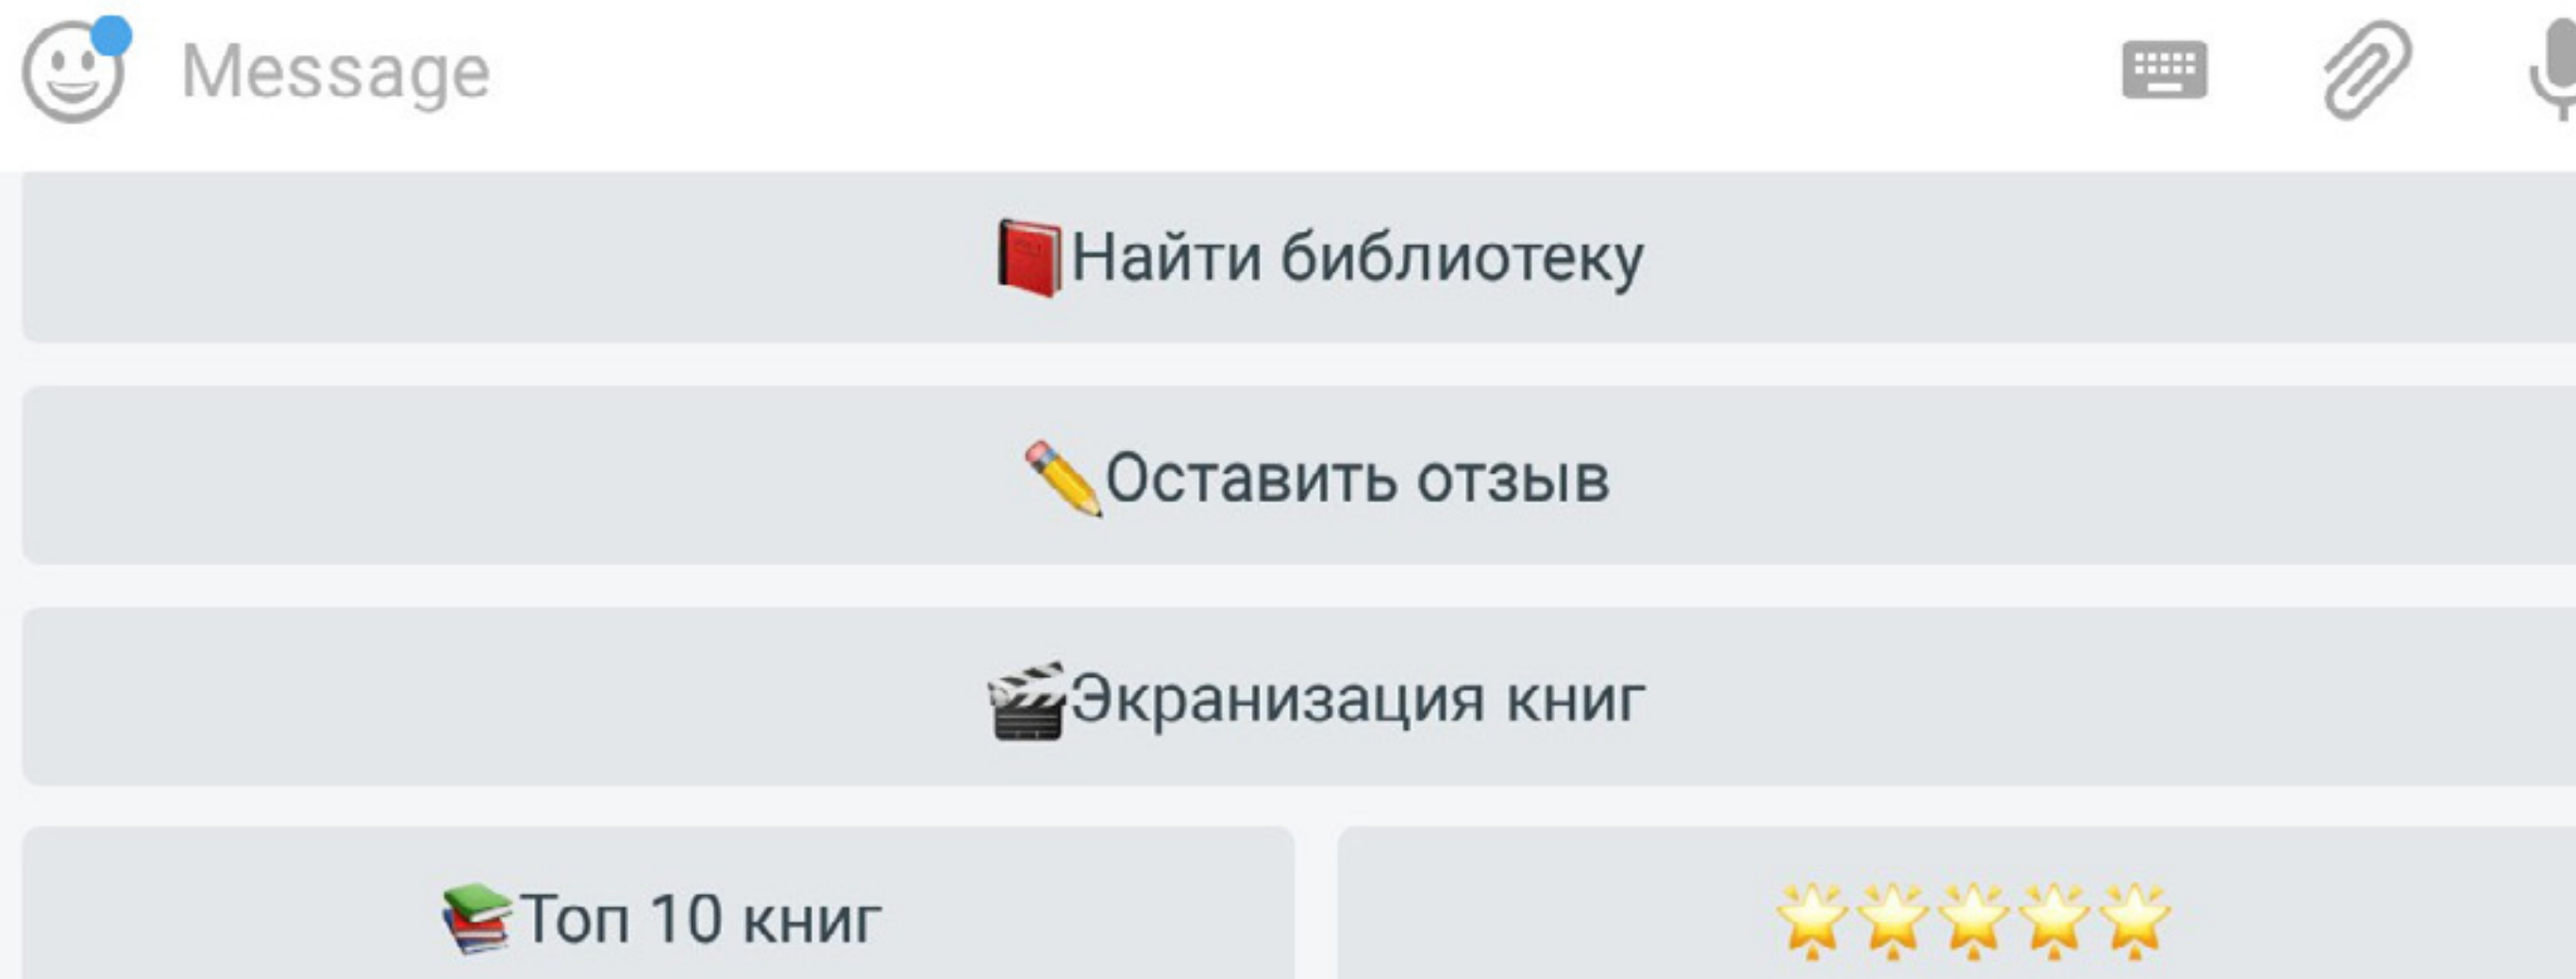 Message
📕Найти библиотеку
✏️Оставить отзыв
🎬Экранизация книг
📚Топ 10 книг
🌟🌟🌟🌟🌟